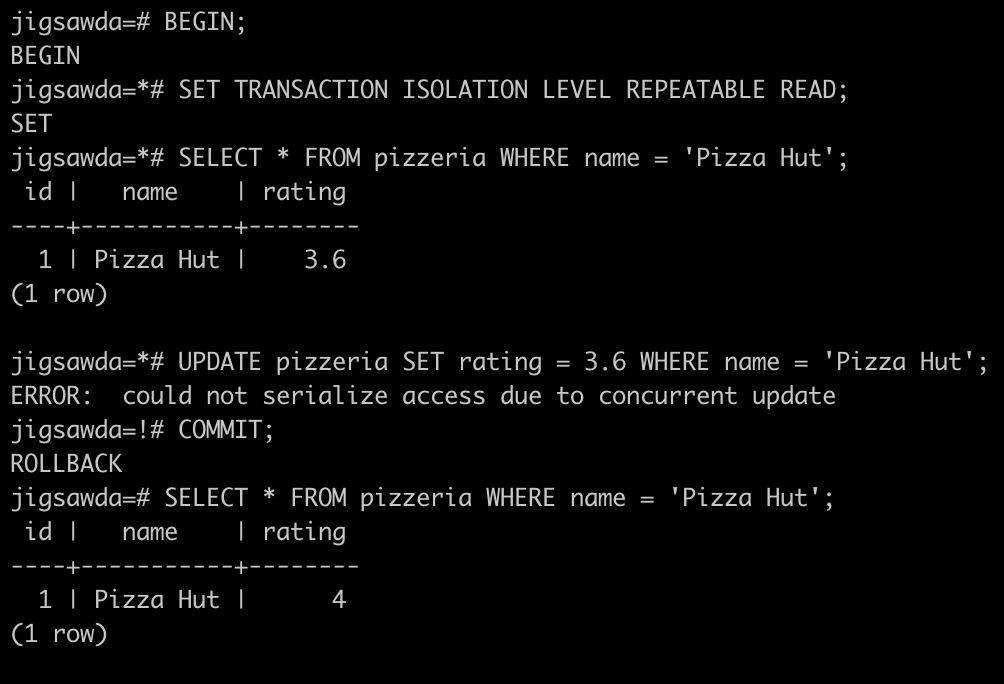 jigsawda=# BEGIN;
BEGIN
jigsawda=*# SET TRANSACTION ISOLATION LEVEL REPEATABLE READ;
SET
jigsawda=*# SELECT * FROM pizzeria WHERE name = 'Pizza Hut';
 id |   name    | rating
----+-----------+--------
  1 | Pizza Hut |    3.6
(1 row)

jigsawda=*# UPDATE pizzeria SET rating = 3.6 WHERE name = 'Pizza Hut';
ERROR:  could not serialize access due to concurrent update
jigsawda=!# COMMIT;
ROLLBACK
jigsawda=# SELECT * FROM pizzeria WHERE name = 'Pizza Hut';
 id |   name    | rating
----+-----------+--------
  1 | Pizza Hut |      4
(1 row)